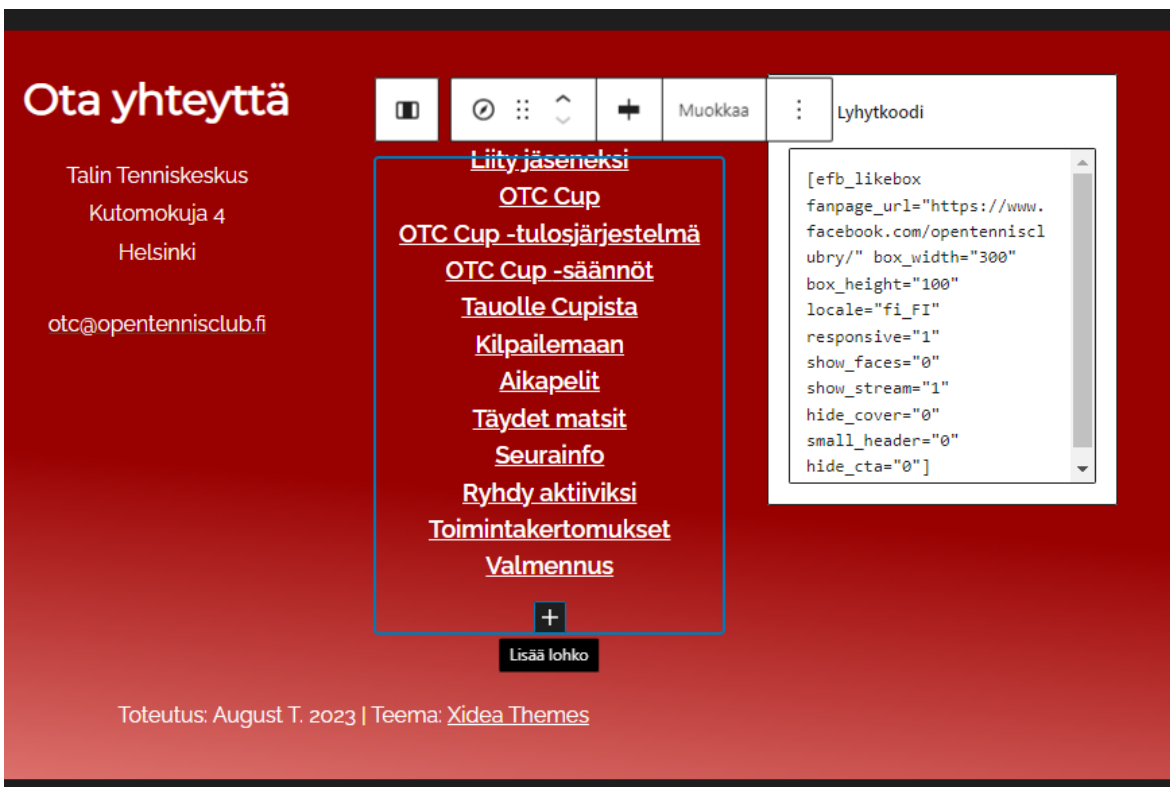 Ota yhteyttä
Talin Tenniskeskus
Kutomokuja 4
Helsinki
otc@opentennisclub.fi
Muokkaa
Liity jäseneksi
OTC Cup
OTC Cup -tulosjärjestelmä
OTC Cup -säännöt
Tauolle Cupista
Kilpailemaan
Aikapelit
Täydet matsit
Seurainfo
Ryhdy aktiiviksi
Toimintakertomukset
Valmennus
Lisää lohko
Lyhytkoodi
[efb_likebox
fanpage_url="https://www.
facebook.com/opentenniscl
ubry/" box_width="300"
box_height="100"
locale="fi_FI"
responsive="1"
show_faces="0"
show_stream="1"
hide_cover="0"
small_header="0"
hide_cta="0"]
Toteutus: August T. 2023 | Teema: Xidea Themes